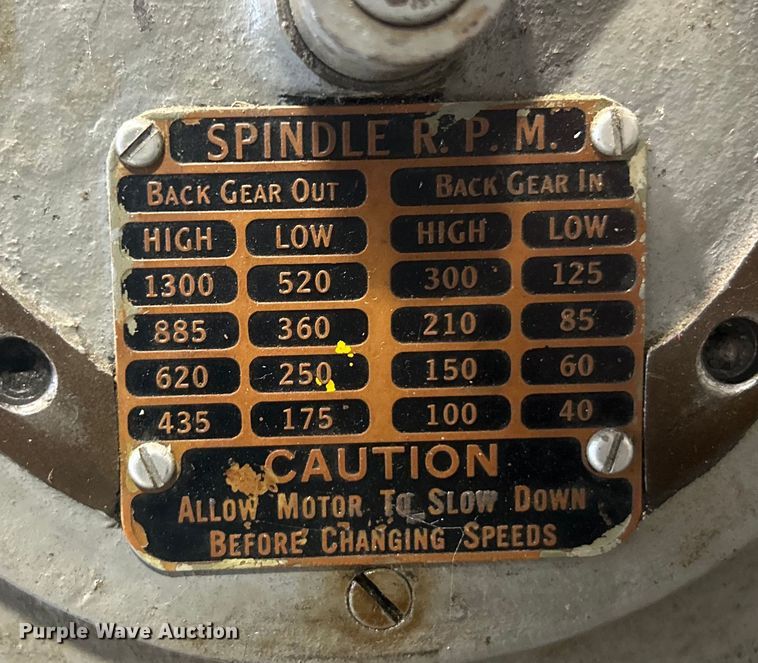 SPINDLE R. P. M.
BACK GEAR OUT BACK GEAR IN
HIGH LOW HIGH LOW
1300 520 300 125
885 360 210 85
620 250 150 60
435 175 100 40
CAUTION
ALLOW MOTOR TO SLOW DOWN
BEFORE CHANGING SPEEDS
Purple Wave Auction